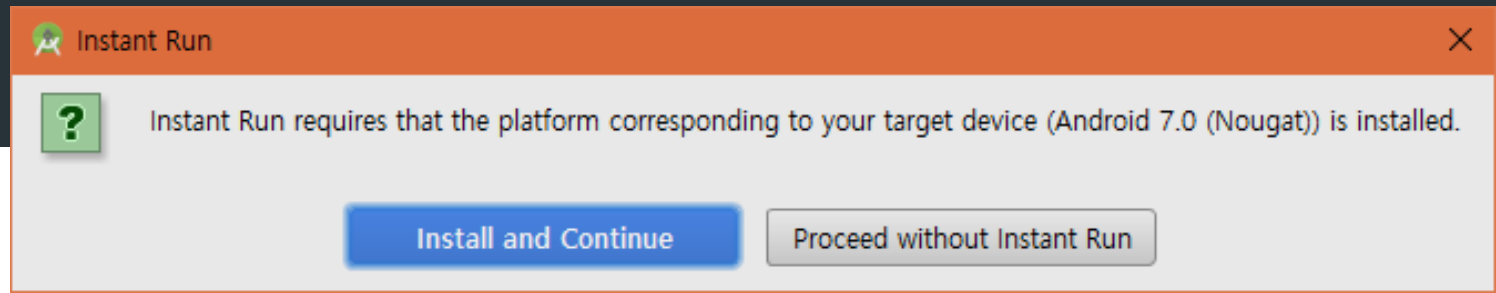 Instant Run
Instant Run requires that the platform corresponding to your target device (Android 7.0 (Nougat)) is installed.
Install and Continue
Proceed without Instant Run